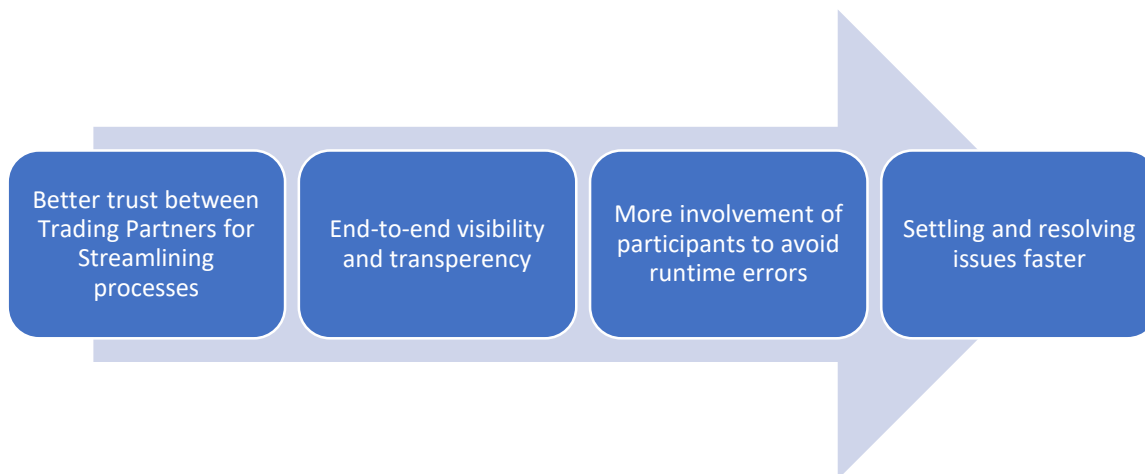 Better trust between
Trading Partners for
Streamlining
processes
End-to-end visibility
and transperency
More involvement of
participants to avoid
runtime errors
Settling and resolving
issues faster